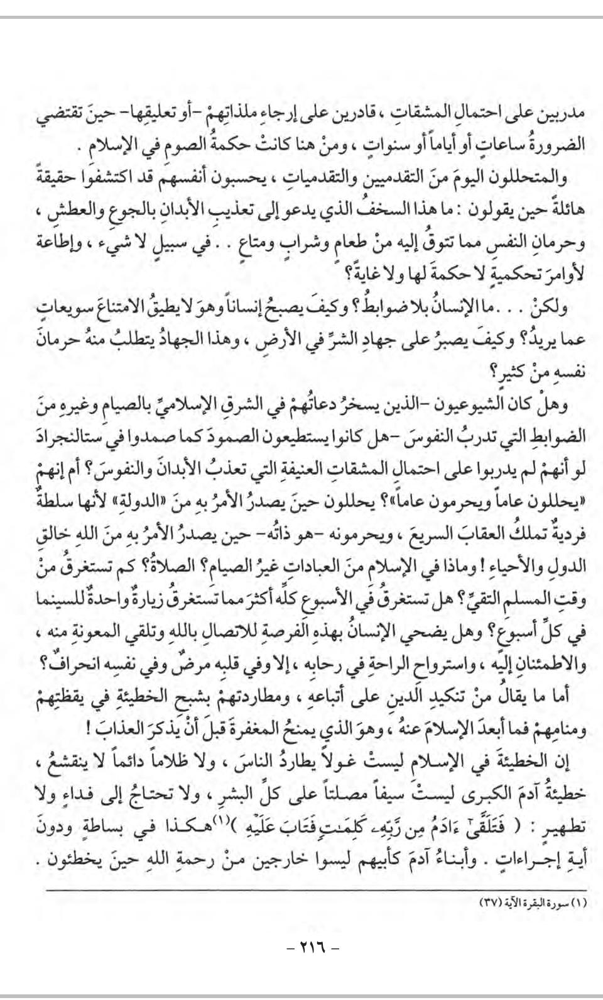 مدربين على احتمالِ المشقاتِ ، قادرين على إرجاءِ ملذاتِهِمْ -أو تعليقِها- حينَ تقتضي
الضرورةُ ساعاتٍ أو أياماً أو سنواتٍ ، ومنْ هنا كانتْ حكمةُ الصومِ في الإسلامِ .
والمتحللون اليومَ منَ التقدميين والتقدمياتِ ، يحسبون أنفسهم قد اكتشفوا حقيقةً
هائلةً حين يقولون : ما هذا السخفُ الذي يدعو إلى تعذيبِ الأبدانِ بالجوعِ والعطشِ ،
وحرمانِ النفسِ مما تتوقُ إليه منْ طعامٍ وشرابٍ ومتاعٍ . . في سبيلِ لا شيء ، وإطاعة
لأوامرَ تحكميةٍ لا حكمةَ لها ولا غايةً؟
ولكنْ . . . ما الإنسانُ بلا ضوابطُ؟ وكيفَ يصبحُ إنساناً وهوَ لا يطيقُ الامتناعَ سويعاتٍ
عما يريدُ؟ وكيفَ يصبرُ على جهادِ الشرِّ في الأرضِ ، وهذا الجهادُ يتطلبُ منهُ حرمانَ
نفسهِ منْ كثيرٍ؟
وهلْ كان الشيوعيون -الذين يسخرُ دعاتُهمْ في الشرقِ الإسلاميِّ بالصيامِ وغيرهِ منَ
الضوابطِ التي تدربُ النفوسَ -هل كانوا يستطيعون الصمودَ كما صمدوا في ستالنجرادَ
لو أنهمْ لم يدربوا على احتمالِ المشقاتِ العنيفةِ التي تعذبُ الأبدانَ والنفوسَ؟ أم إنهمْ
«يحللون عاماً ويحرمون عاماً»؟ يحللون حينَ يصدرُ الأمرُ بهِ منَ «الدولةِ» لأنها سلطةٌ
فرديةٌ تملكُ العقابَ السريعَ ، ويحرمونه -هو ذاتُه- حين يصدرُ الأمرُ بهِ منَ اللهِ خالقِ
الدولِ والأحياءِ ! وماذا في الإسلامِ منَ العباداتِ غيرُ الصيامِ؟ الصلاةُ؟ كم تستغرقُ منْ
وقتِ المسلمِ التقيِّ؟ هل تستغرقُ في الأسبوعِ كلِّه أكثرَ مما تستغرقُ زيارةٌ واحدةٌ للسينما
في كلِّ أسبوعٍ؟ وهل يضحي الإنسانُ بهذهِ الفرصةِ للاتصالِ باللهِ وتلقي المعونةِ منه ،
والاطمئنانِ إليْه ، واسترواحِ الراحةِ في رحابِه ، إلا وفي قلبِه مرضٌ وفي نفسِه انحرافٌ؟
أما ما يقالُ منْ تنكيدِ الدينِ على أتباعهِ ، ومطاردتهمْ بشبحِ الخطيئةِ في يقظتِهمْ
ومنامِهمْ فما أبعدَ الإسلامَ عنهُ ، وهوَ الذي يمنحُ المغفرةَ قبلَ أنْ يذكرَ العذابَ !
إن الخطيئةَ في الإسلامِ ليستْ غولاً يطاردُ الناسَ ، ولا ظلاماً دائماً لا ينقشعُ ،
خطيئةُ آدمَ الكبرى ليستْ سيفاً مصلتاً على كلِّ البشرِ ، ولا تحتاجُ إلى فداءٍ ولا
تطهيرٍ : ( فَتَلَقَّىٰٓ ءَادَمُ مِن رَّبِّهِۦ كَلِمَـٰتٍ فَتَابَ عَلَيْهِ )(١) هكذا في بساطةٍ ودونَ
أيةِ إجراءاتٍ . وأبناءُ آدمَ كأبيهم ليسوا خارجين منْ رحمةِ اللهِ حينَ يخطئون .
(١) سورة البقرة الآية (٣٧)
– ٢١٦ –